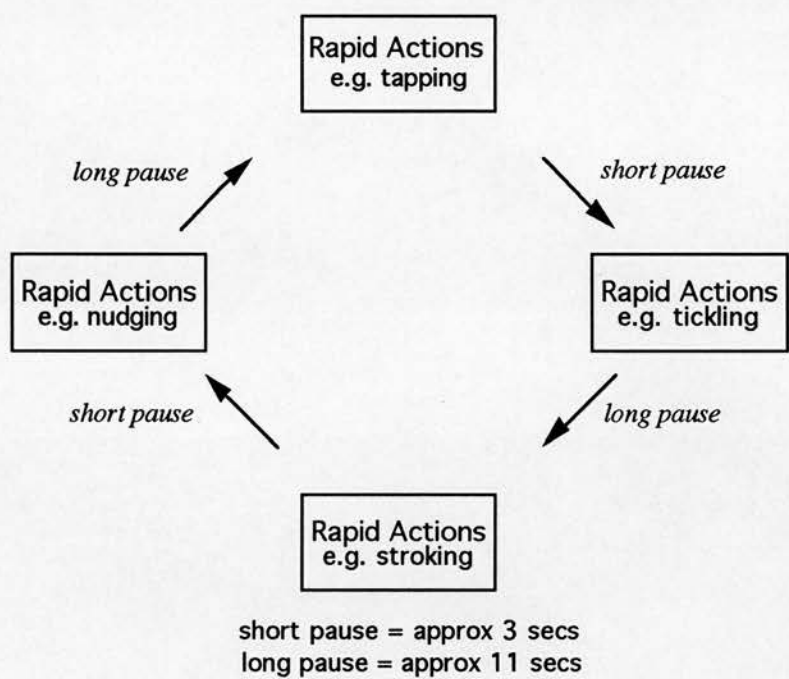 Rapid Actions
e.g. tapping
long pause
short pause
Rapid Actions
e.g. nudging
Rapid Actions
e.g. tickling
short pause
long pause
Rapid Actions
e.g. stroking
short pause = approx 3 secs
long pause = approx 11 secs